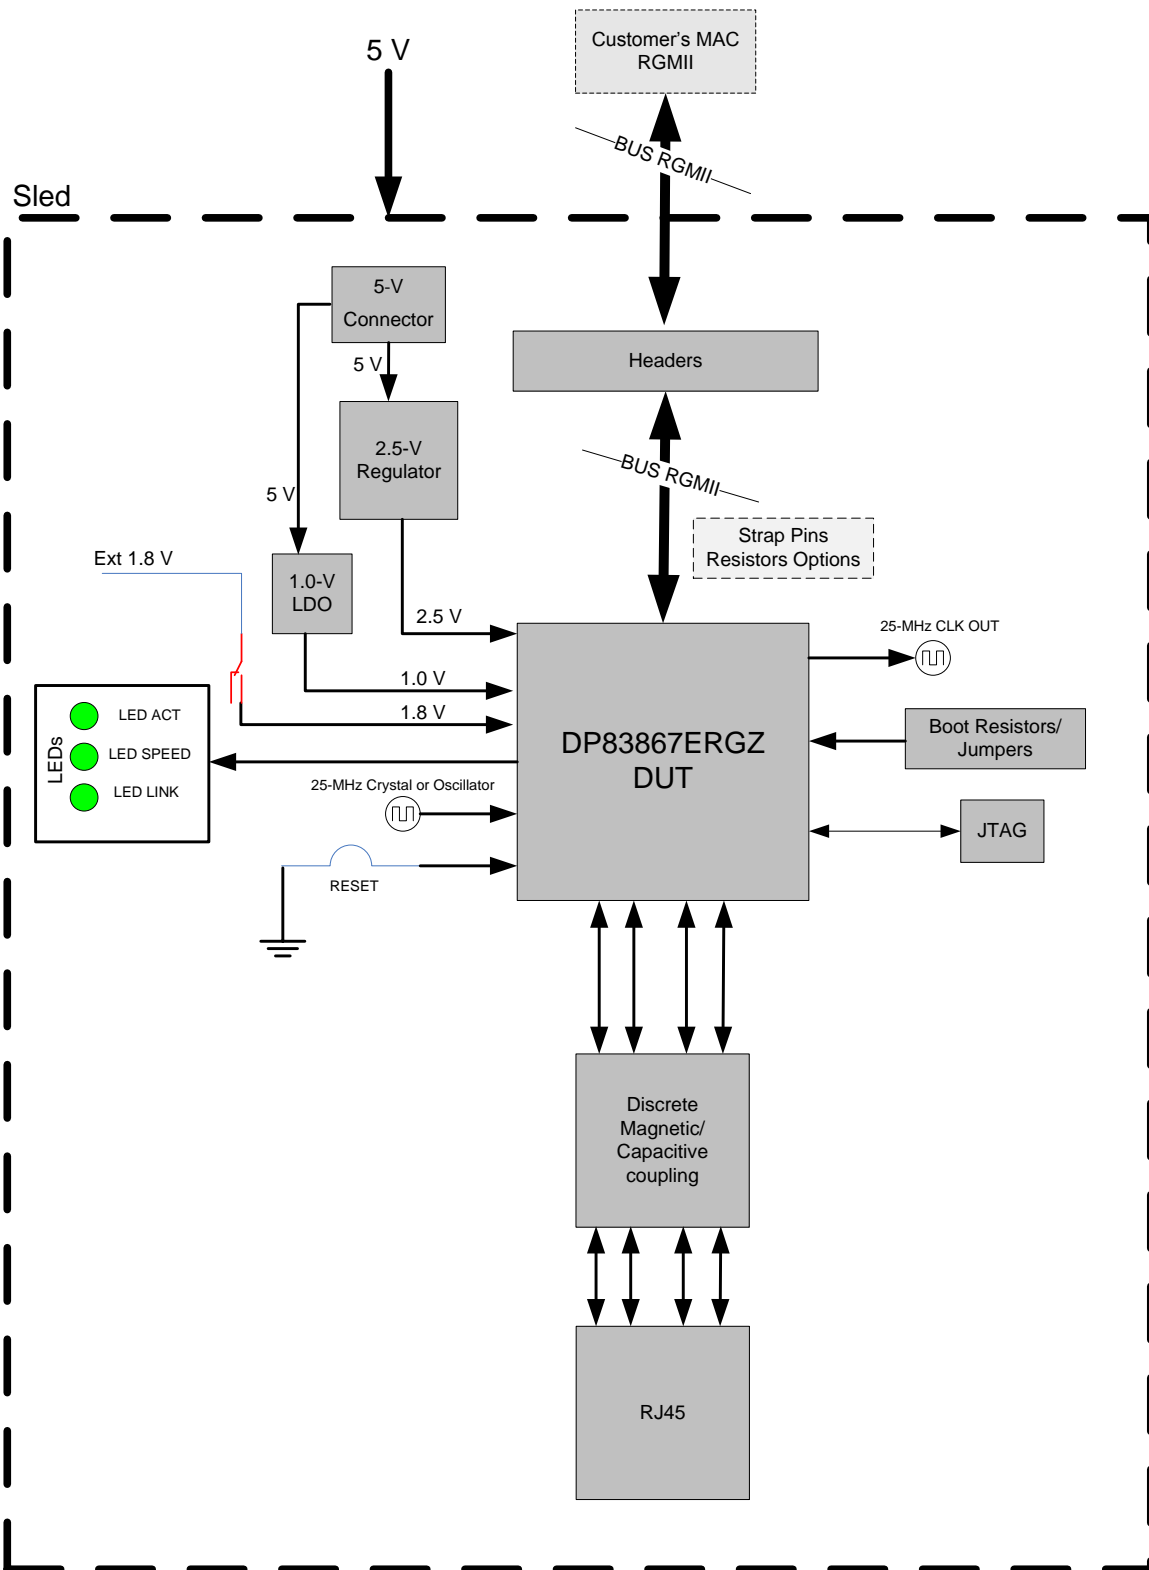 5 V
Customer's MAC
RGMII
BUS RGMII
Sled
5-V
Connector
5 V
Headers
2.5-V
Regulator
BUS RGMII
5 V
Strap Pins
Resistors Options
Ext 1.8 V
1.0-V
LDO
2.5 V
25-MHz CLK OUT
1.0 V
1.8 V
LEDs
LED ACT
LED SPEED
LED LINK
DP83867ERGZ
DUT
Boot Resistors/
Jumpers
25-MHz Crystal or Oscillator
JTAG
RESET
Discrete
Magnetic/
Capacitive
coupling
RJ45